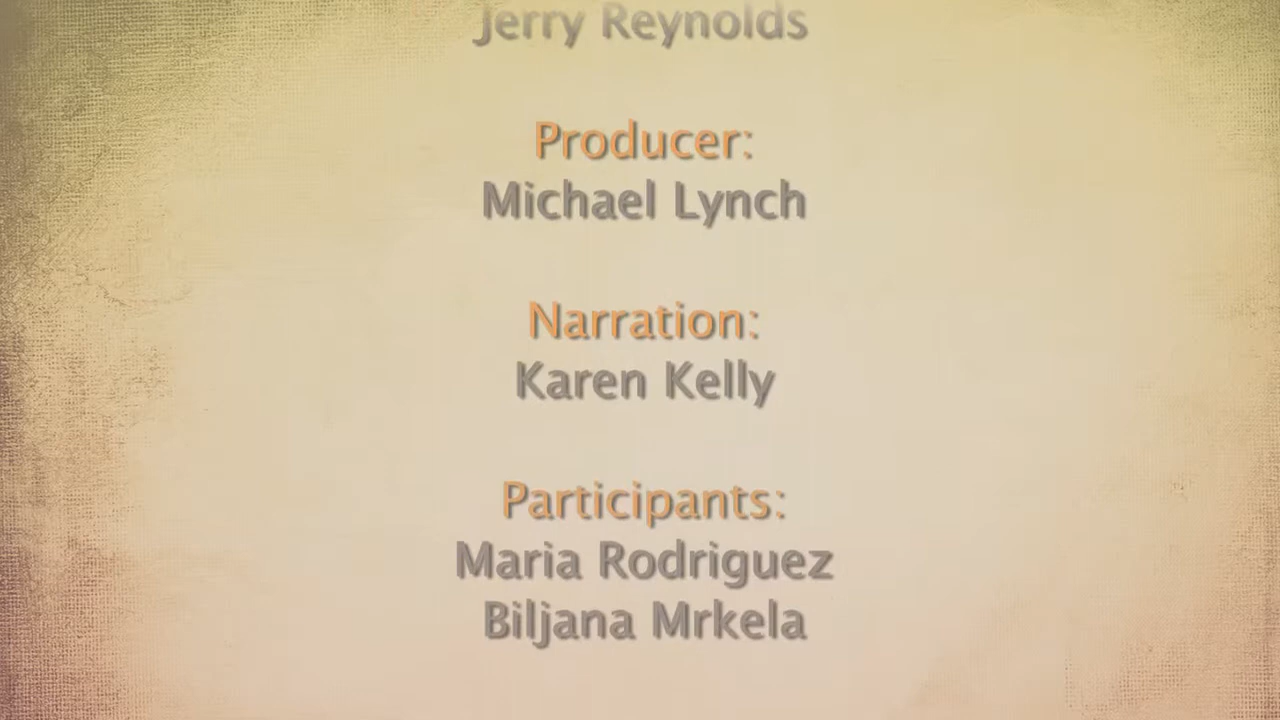 Jerry Reynolds
Producer:
Michael Lynch
Narration:
Karen Kelly
Participants:
Maria Rodriguez
Biljana Mrkela